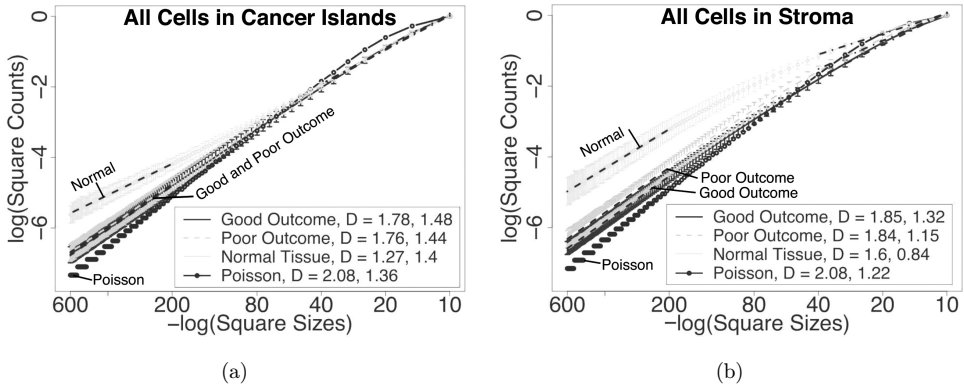 All Cells in Cancer Islands
log(Square Counts)
0
−2
−4
−6
Normal
Good and Poor Outcome
Poisson
Good Outcome, D = 1.78, 1.48
Poor Outcome, D = 1.76, 1.44
Normal Tissue, D = 1.27, 1.4
Poisson, D = 2.08, 1.36
600 200 80 40 20 10
−log(Square Sizes)
(a)
All Cells in Stroma
log(Square Counts)
0
−2
−4
−6
Normal
Poor Outcome
Good Outcome
Poisson
Good Outcome, D = 1.85, 1.32
Poor Outcome, D = 1.84, 1.15
Normal Tissue, D = 1.6, 0.84
Poisson, D = 2.08, 1.22
600 200 80 40 20 10
−log(Square Sizes)
(b)